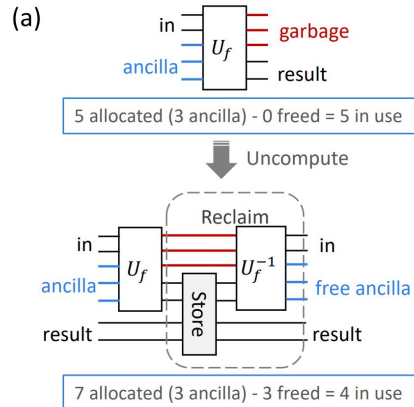 (a)
in
ancilla
U_f
garbage
result
5 allocated (3 ancilla) - 0 freed = 5 in use
Uncompute
Reclaim
in
ancilla
U_f
Store
U_f^{-1}
in
free ancilla
result
result
7 allocated (3 ancilla) - 3 freed = 4 in use